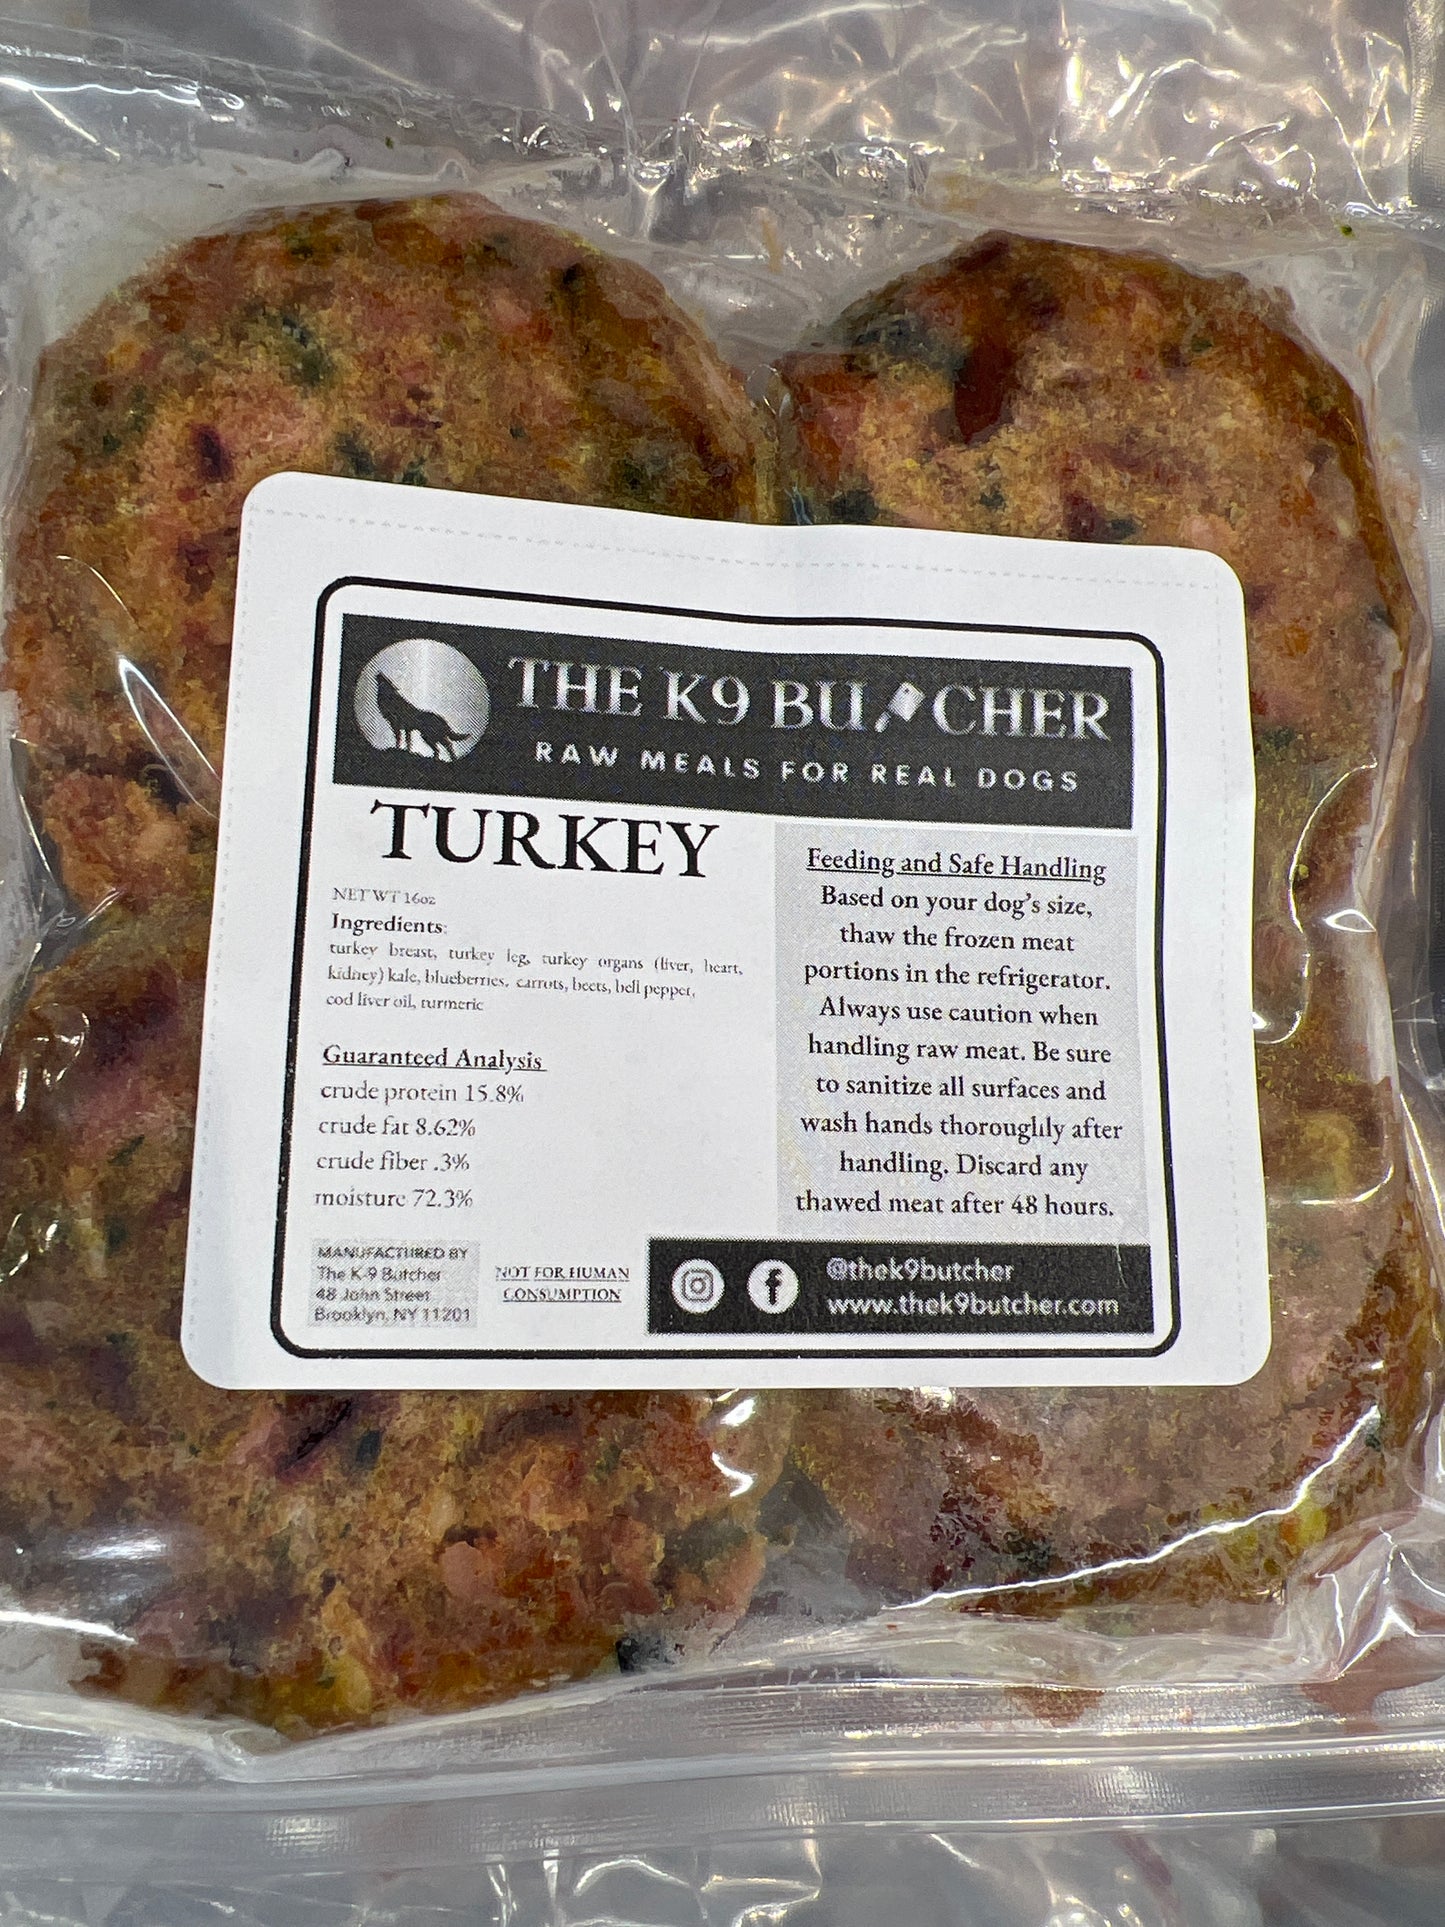 THE K9 BUTCHER
RAW MEALS FOR REAL DOGS
TURKEY
NET WT 16oz
Ingredients:
turkey breast, turkey leg, turkey organs (liver, heart,
kidney) kale, blueberries, carrots, beets, bell pepper,
cod liver oil, turmeric
Guaranteed Analysis
crude protein 15.8%
crude fat 8.62%
crude fiber .3%
moisture 72.3%
MANUFACTURED BY
The K-9 Butcher
48 John Street
Brooklyn, NY 11201
NOT FOR HUMAN
CONSUMPTION
Feeding and Safe Handling
Based on your dog's size,
thaw the frozen meat
portions in the refrigerator.
Always use caution when
handling raw meat. Be sure
to sanitize all surfaces and
wash hands thoroughly after
handling. Discard any
thawed meat after 48 hours.
@thek9butcher
www.thek9butcher.com